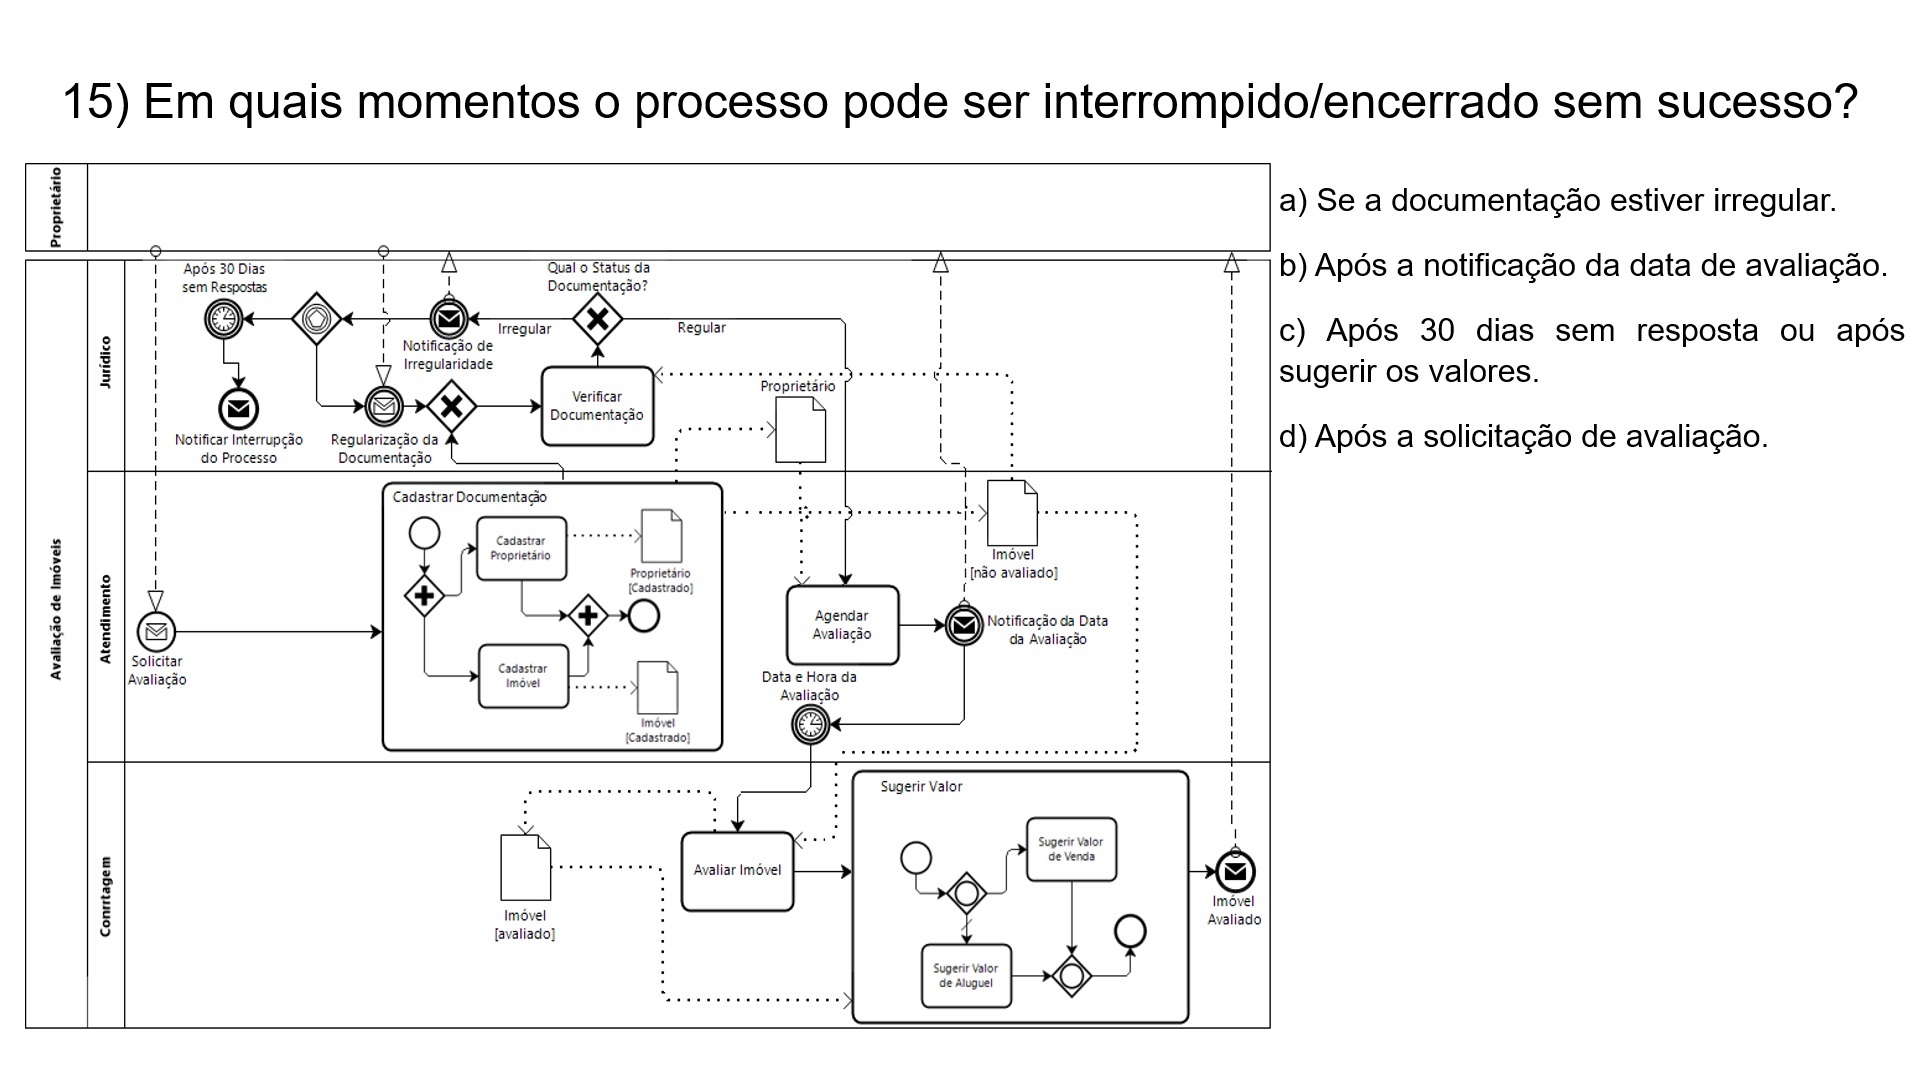 15) Em quais momentos o processo pode ser interrompido/encerrado sem sucesso?
Proprietário
a) Se a documentação estiver irregular.
b) Após a notificação da data de avaliação.
c) Após 30 dias sem resposta ou após
sugerir os valores.
d) Após a solicitação de avaliação.
Avaliação de Imóveis
Jurídico
Após 30 Dias
sem Respostas
Qual o Status da
Documentação?
Irregular
Regular
Notificação de
Irregularidade
Verificar
Documentação
Proprietário
Notificar Interrupção
do Processo
Regularização da
Documentação
Atendimento
Cadastrar Documentação
Cadastrar
Proprietário
Proprietário
[Cadastrado]
Cadastrar
Imóvel
Imóvel
[Cadastrado]
Solicitar
Avaliação
Imóvel
[não avaliado]
Agendar
Avaliação
Notificação da Data
da Avaliação
Data e Hora da
Avaliação
Conrrtagem
Imóvel
[avaliado]
Avaliar Imóvel
Sugerir Valor
Sugerir Valor
de Venda
Sugerir Valor
de Aluguel
Imóvel
Avaliado